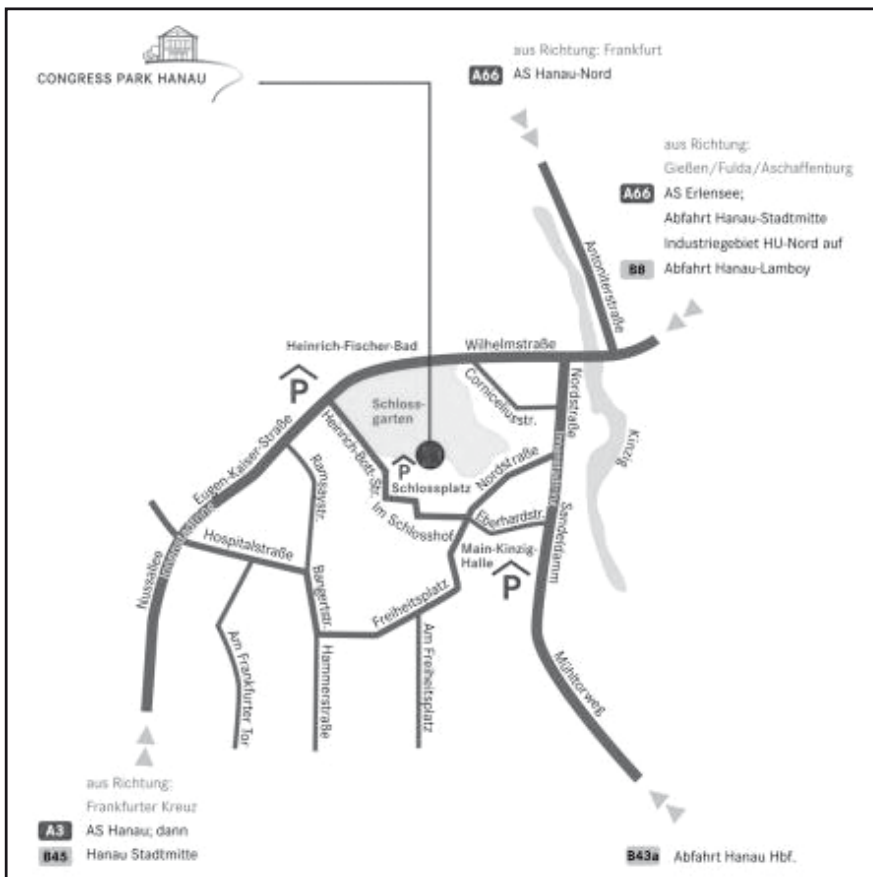 CONGRESS PARK HANAU
aus Richtung: Frankfurt
A66 AS Hanau-Nord
aus Richtung:
Gießen/Fulda/Aschaffenburg
A66 AS Erlensee;
Abfahrt Hanau-Stadtmitte
Industriegebiet HU-Nord auf
B8 Abfahrt Hanau-Lamboy
Antoniterstraße
Heinrich-Fischer-Bad
Wilhelmstraße
P
Schloss-
garten
Corniceliusstr.
Nordstraße
Kinzig
Eugen-Kaiser-Straße
Heinrich-Bott-Str.
Ramsaystr.
P
Schlossplatz
Nordstraße
Im Schlosshof
Eberhardstr.
Sandeldamm
Hospitalstraße
Main-Kinzig-
Halle
P
Nussallee
Bangertstr.
Freiheitsplatz
Am Frankfurter Tor
Hammerstraße
Am Freiheitsplatz
Mühltorweg
aus Richtung:
Frankfurter Kreuz
A3 AS Hanau; dann
B45 Hanau Stadtmitte
B43a Abfahrt Hanau Hbf.